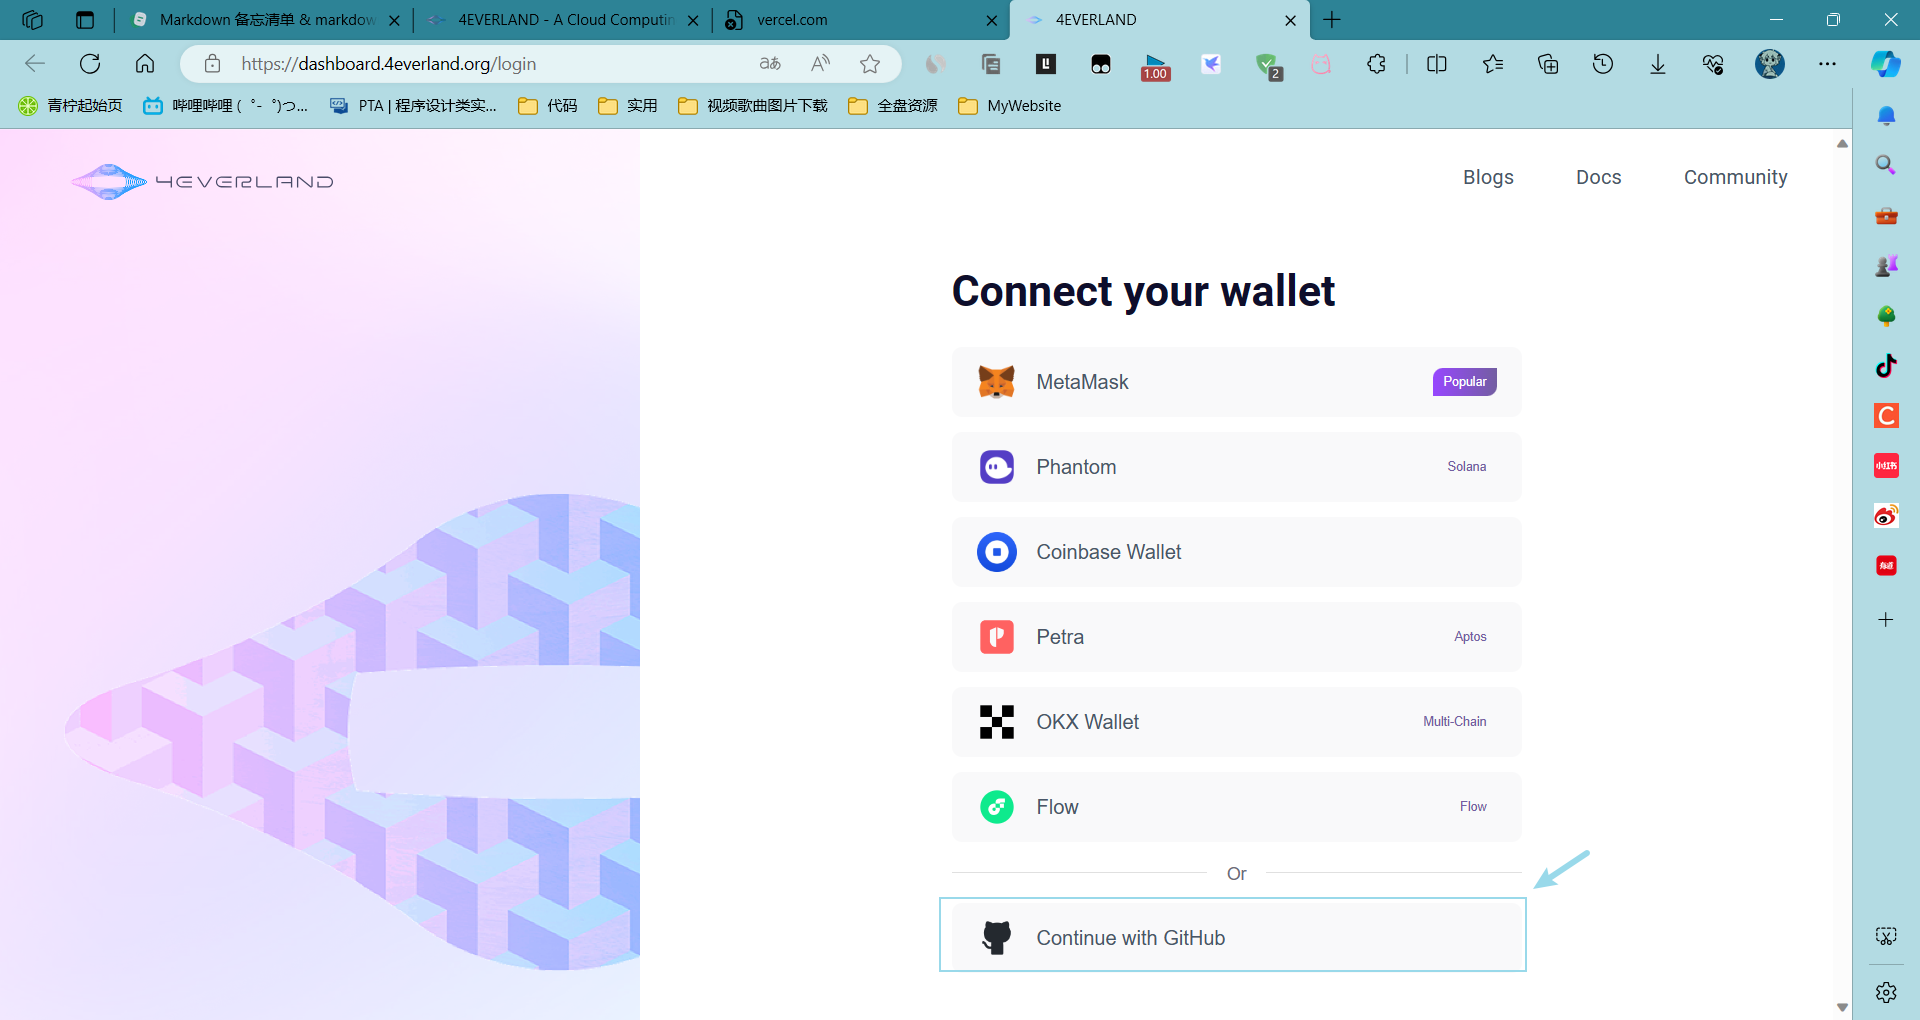 Markdown 备忘清单 & markdow
4EVERLAND - A Cloud Computin
vercel.com
4EVERLAND
https://dashboard.4everland.org/login
1.00
2
青柠起始页
哔哩哔哩 ( ゜- ゜)つ...
PTA | 程序设计类实...
代码
实用
视频歌曲图片下载
全盘资源
MyWebsite
4EVERLAND
Blogs
Docs
Community
Connect your wallet
MetaMask
Popular
Phantom
Solana
Coinbase Wallet
Petra
Aptos
OKX Wallet
Multi-Chain
Flow
Flow
Or
Continue with GitHub
小红书